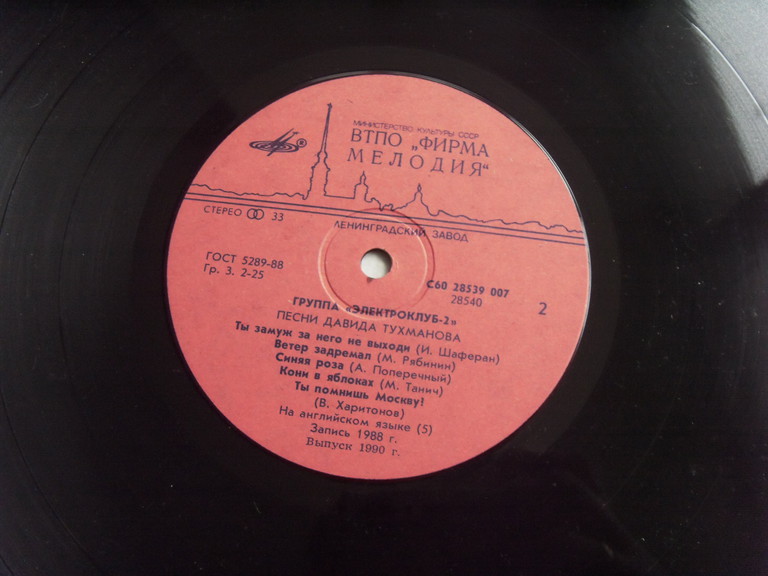 МИНИСТЕРСТВО КУЛЬТУРЫ СССР
ВТПО „ФИРМА
МЕЛОДИЯ“
СТЕРЕО 33
ЛЕНИНГРАДСКИЙ ЗАВОД
ГОСТ 5289-88
Гр. 3. 2-25
С60 28539 007
28540
2
ГРУППА «ЭЛЕКТРОКЛУБ-2»
ПЕСНИ ДАВИДА ТУХМАНОВА
Ты замуж за него не выходи (И. Шаферан)
Ветер задремал (М. Рябинин)
Синяя роза (А. Поперечный)
Кони в яблоках (М. Танич)
Ты помнишь Москву?
(В. Харитонов)
На английском языке (5)
Запись 1988 г.
Выпуск 1990 г.